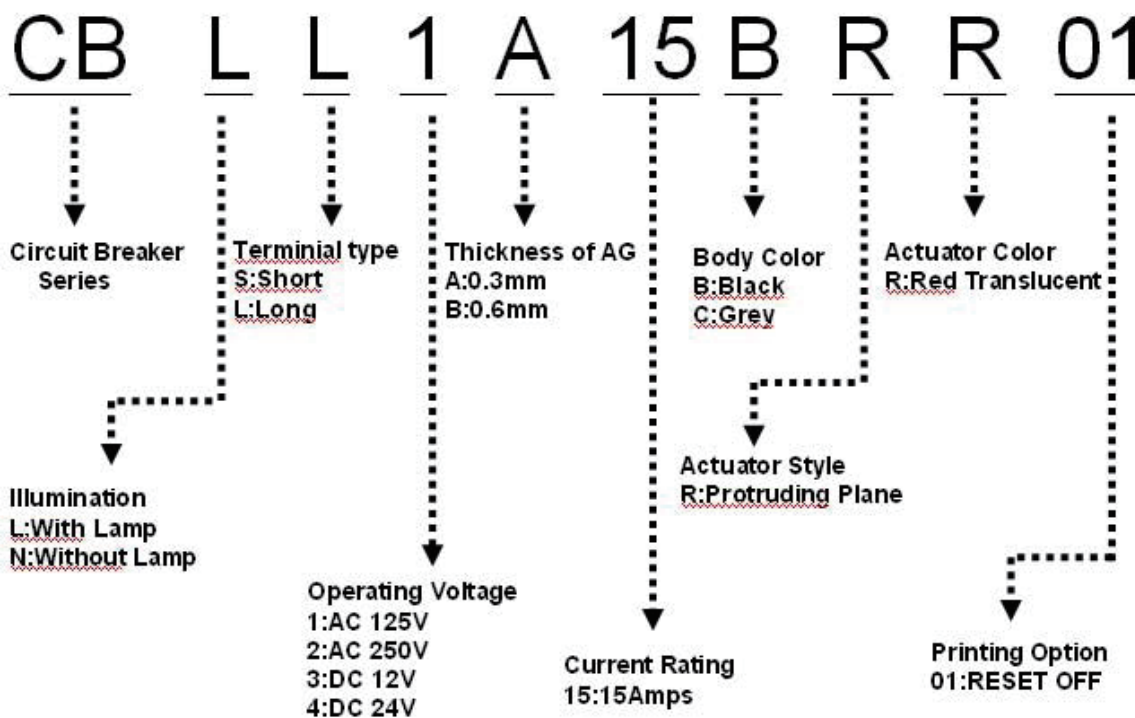 CB L L 1 A 15 B R R 01
Circuit Breaker
Series
Terminial type
S:Short
L:Long
Thickness of AG
A:0.3mm
B:0.6mm
Body Color
B:Black
C:Grey
Actuator Color
R:Red Translucent
Illumination
L:With Lamp
N:Without Lamp
Actuator Style
R:Protruding Plane
Operating Voltage
1:AC 125V
2:AC 250V
3:DC 12V
4:DC 24V
Current Rating
15:15Amps
Printing Option
01:RESET OFF